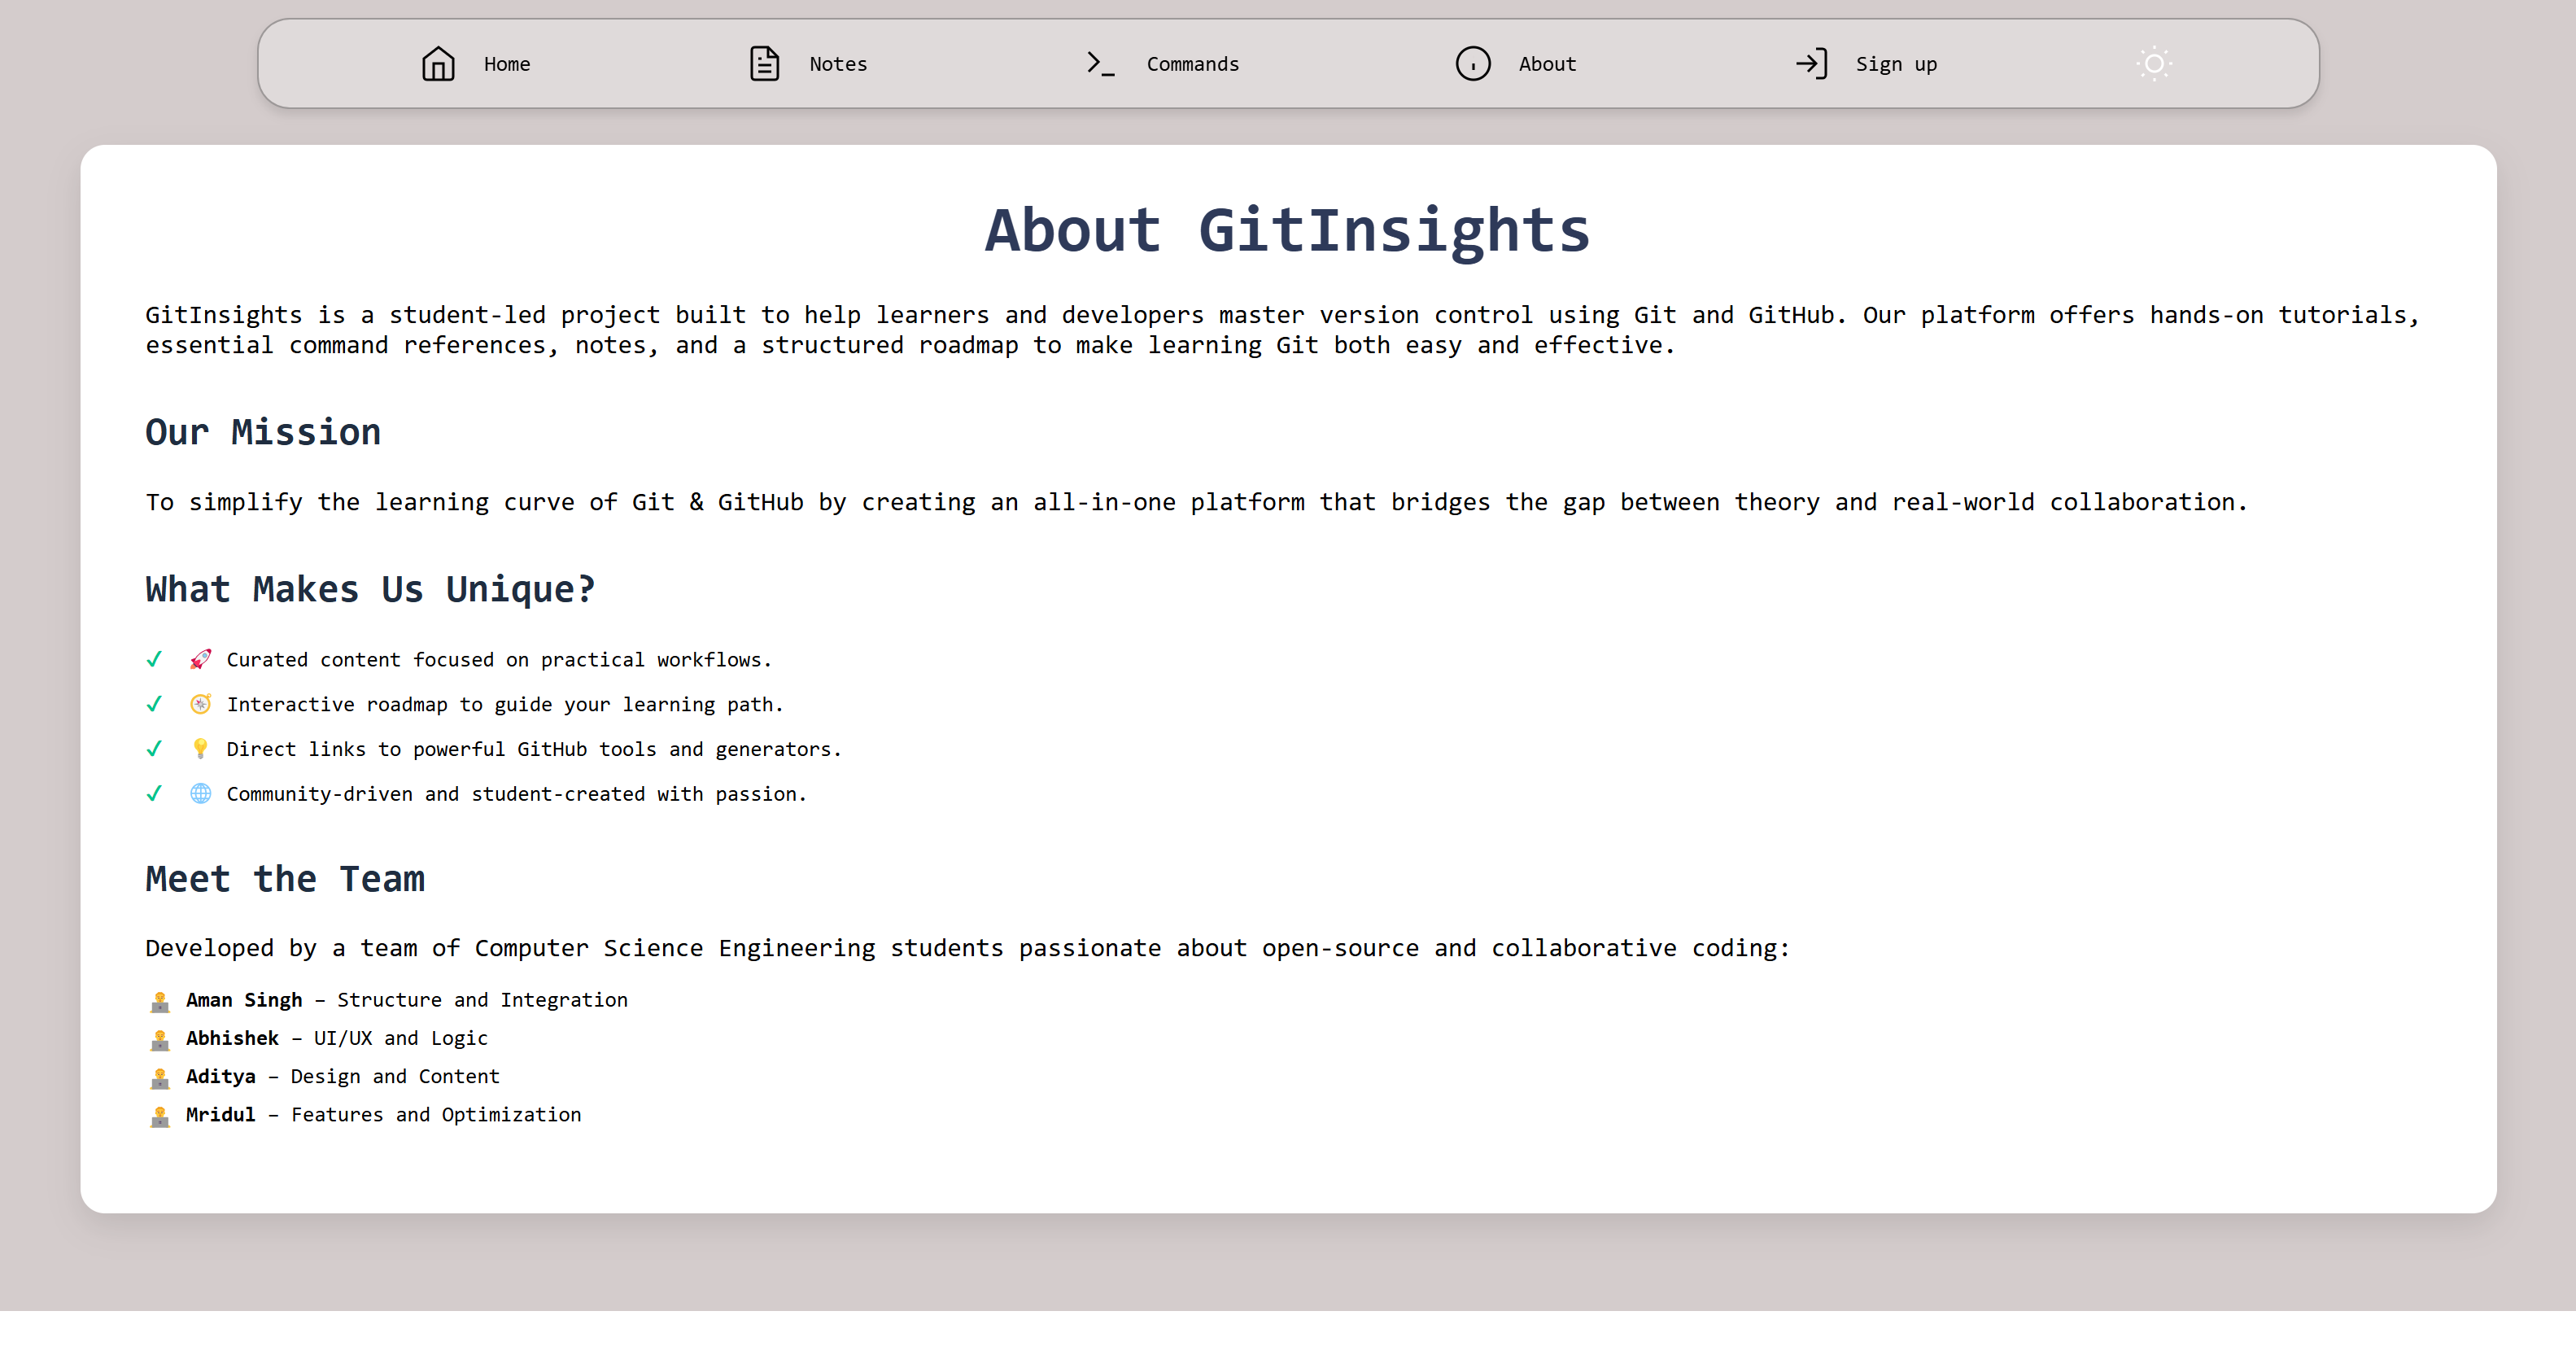 Home Notes Commands About Sign up
About GitInsights
GitInsights is a student-led project built to help learners and developers master version control using Git and GitHub. Our platform offers hands-on tutorials,
essential command references, notes, and a structured roadmap to make learning Git both easy and effective.
Our Mission
To simplify the learning curve of Git & GitHub by creating an all-in-one platform that bridges the gap between theory and real-world collaboration.
What Makes Us Unique?
✓ 🚀 Curated content focused on practical workflows.
✓ 🧭 Interactive roadmap to guide your learning path.
✓ 💡 Direct links to powerful GitHub tools and generators.
✓ 🌐 Community-driven and student-created with passion.
Meet the Team
Developed by a team of Computer Science Engineering students passionate about open-source and collaborative coding:
🧑‍💻 Aman Singh – Structure and Integration
🧑‍💻 Abhishek – UI/UX and Logic
🧑‍💻 Aditya – Design and Content
🧑‍💻 Mridul – Features and Optimization